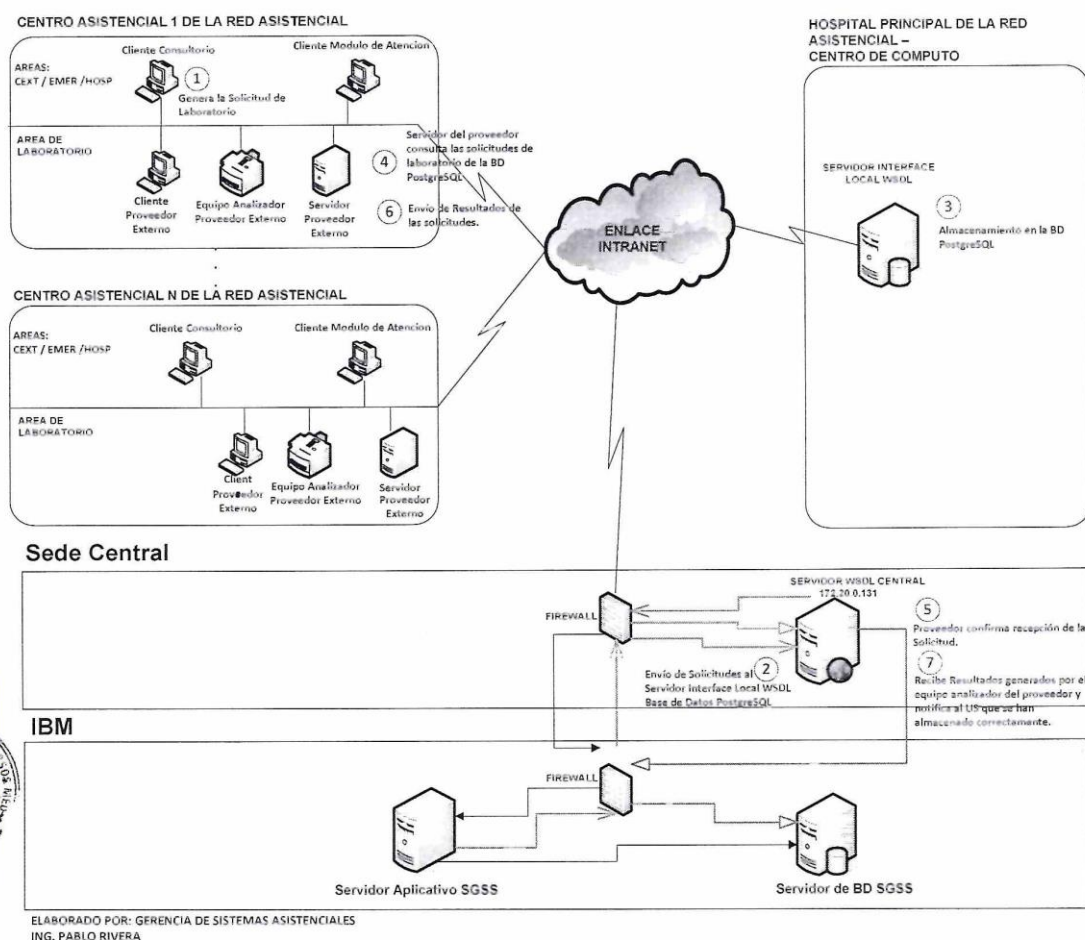 CENTRO ASISTENCIAL 1 DE LA RED ASISTENCIAL
Cliente Consultorio
Cliente Modulo de Atencion
AREAS:
CEXT / EMER /HOSP
1
Genera la Solicitud de
Laboratorio
AREA DE
LABORATORIO
Cliente
Proveedor
Externo
Equipo Analizador
Proveedor Externo
Servidor
Proveedor
Externo
4
Servidor del proveedor
consulta las solicitudes de
laboratorio de la BD
PostgreSQL
6
Envio de Resultados de
las solicitudes.
HOSPITAL PRINCIPAL DE LA RED
ASISTENCIAL –
CENTRO DE COMPUTO
SERVIDOR INTERFACE
LOCAL WSDL
3
Almacenamiento en la BD
PostgreSQL
ENLACE
INTRANET
CENTRO ASISTENCIAL N DE LA RED ASISTENCIAL
Cliente Consultorio
Cliente Modulo de Atencion
AREAS:
CEXT / EMER /HOSP
AREA DE
LABORATORIO
Client
Proveedor
Externo
Equipo Analizador
Proveedor Externo
Servidor
Proveedor
Externo
Sede Central
FIREWALL
SERVIDOR WSDL CENTRAL
172.20.0.131
5
Proveedor confirma recepción de la
Solicitud.
2
Envio de Solicitudes al
Servidor Interface Local WSDL
Base de Datos PostgreSQL
7
Recibe Resultados generados por el
equipo analizador del proveedor y
notifica al US que se han
almacenado correctamente.
IBM
FIREWALL
Servidor Aplicativo SGSS
Servidor de BD SGSS
ELABORADO POR: GERENCIA DE SISTEMAS ASISTENCIALES
ING. PABLO RIVERA